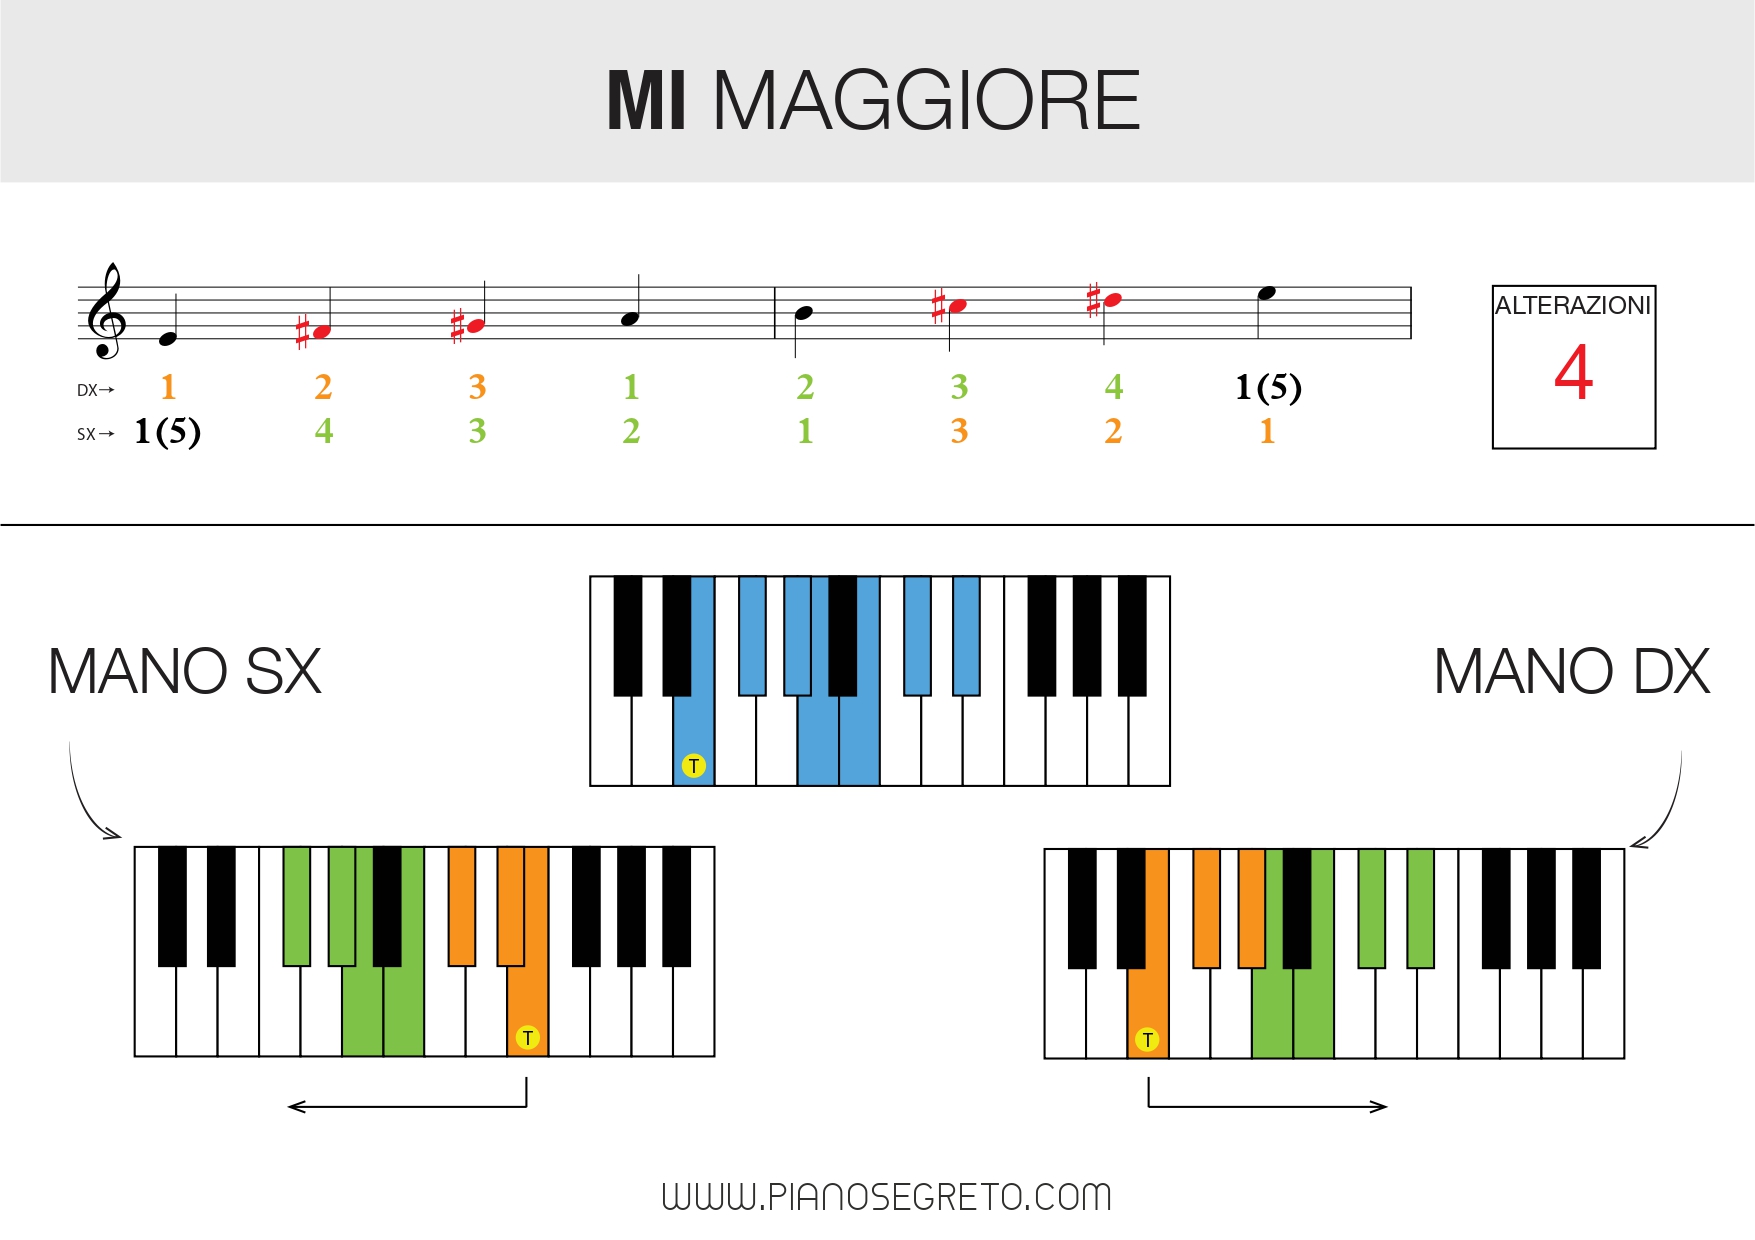 MI MAGGIORE
ALTERAZIONI
4
DX→ 1 2 3 1 2 3 4 1(5)
SX→ 1(5) 4 3 2 1 3 2 1
MANO SX
MANO DX
T
T
T
WWW.PIANOSEGRETO.COM